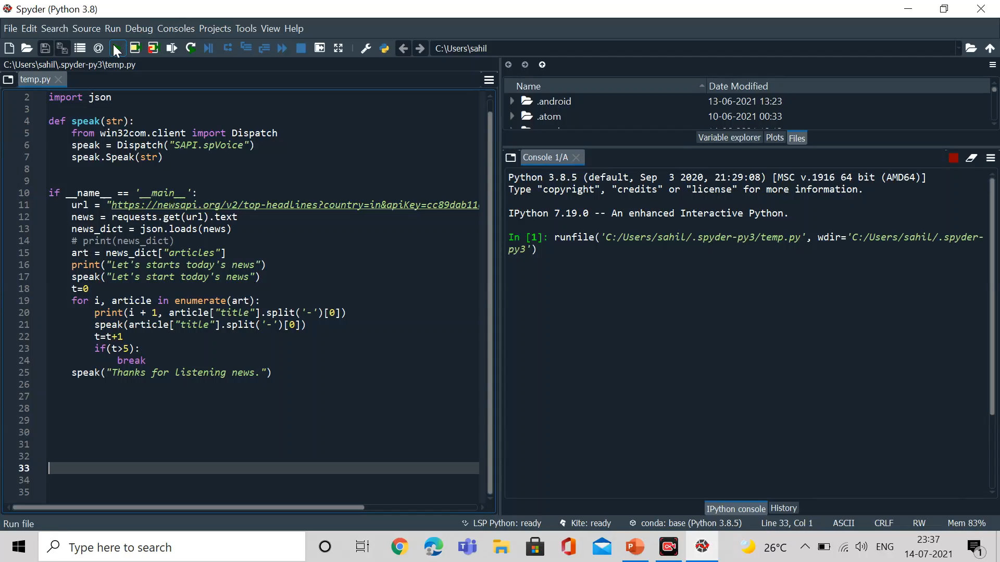 Spyder (Python 3.8)
File Edit Search Source Run Debug Consoles Projects Tools View Help
C:\Users\sahil
C:\Users\sahil\.spyder-py3\temp.py
temp.py
2 import json
3
4 def speak(str):
5 from win32com.client import Dispatch
6 speak = Dispatch("SAPI.spVoice")
7 speak.Speak(str)
8
9
10 if __name__ == '__main__':
11 url = "https://newsapi.org/v2/top-headlines?country=in&apiKey=cc89dab11
12 news = requests.get(url).text
13 news_dict = json.loads(news)
14 # print(news_dict)
15 art = news_dict["articles"]
16 print("Let's starts today's news")
17 speak("Let's start today's news")
18 t=0
19 for i, article in enumerate(art):
20 print(i + 1, article["title"].split('-')[0])
21 speak(article["title"].split('-')[0])
22 t=t+1
23 if(t>5):
24 break
25 speak("Thanks for listening news.")
26
27
28
29
30
31
32
33
34
35
Name Date Modified
.android 13-06-2021 13:23
.atom 10-06-2021 00:33
Variable explorer Plots Files
Console 1/A
Python 3.8.5 (default, Sep 3 2020, 21:29:08) [MSC v.1916 64 bit (AMD64)]
Type "copyright", "credits" or "license" for more information.
IPython 7.19.0 -- An enhanced Interactive Python.
In [1]: runfile('C:/Users/sahil/.spyder-py3/temp.py', wdir='C:/Users/sahil/.spyder-
py3')
IPython console History
Run file LSP Python: ready Kite: ready conda: base (Python 3.8.5) Line 33, Col 1 ASCII CRLF RW Mem 83%
Type here to search
26°C ENG
23:37
14-07-2021
1